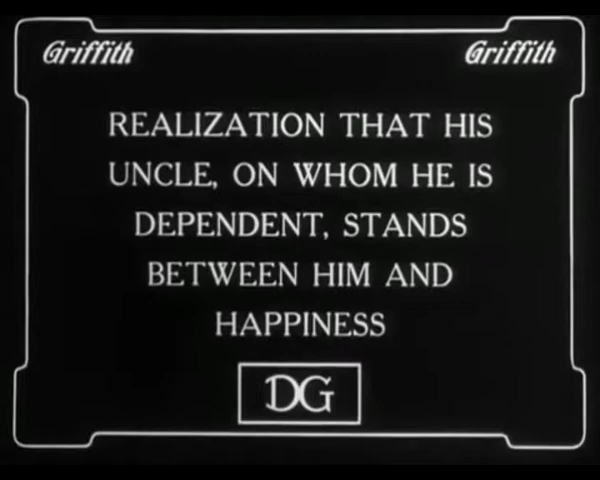 Griffith Griffith
REALIZATION THAT HIS
UNCLE, ON WHOM HE IS
DEPENDENT, STANDS
BETWEEN HIM AND
HAPPINESS
DG